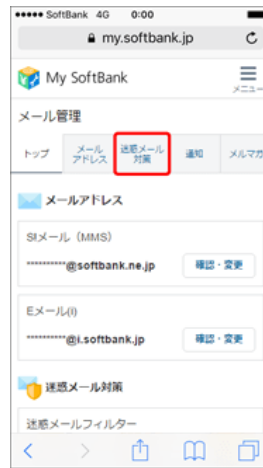 SoftBank 4G 0:00
my.softbank.jp
My SoftBank
メニュー
メール管理
トップ
メール
アドレス
迷惑メール
対策
通知
メルマガ
メールアドレス
S!メール（MMS）
**********@softbank.ne.jp 確認・変更
Eメール(i)
**********@i.softbank.jp 確認・変更
迷惑メール対策
迷惑メールフィルター